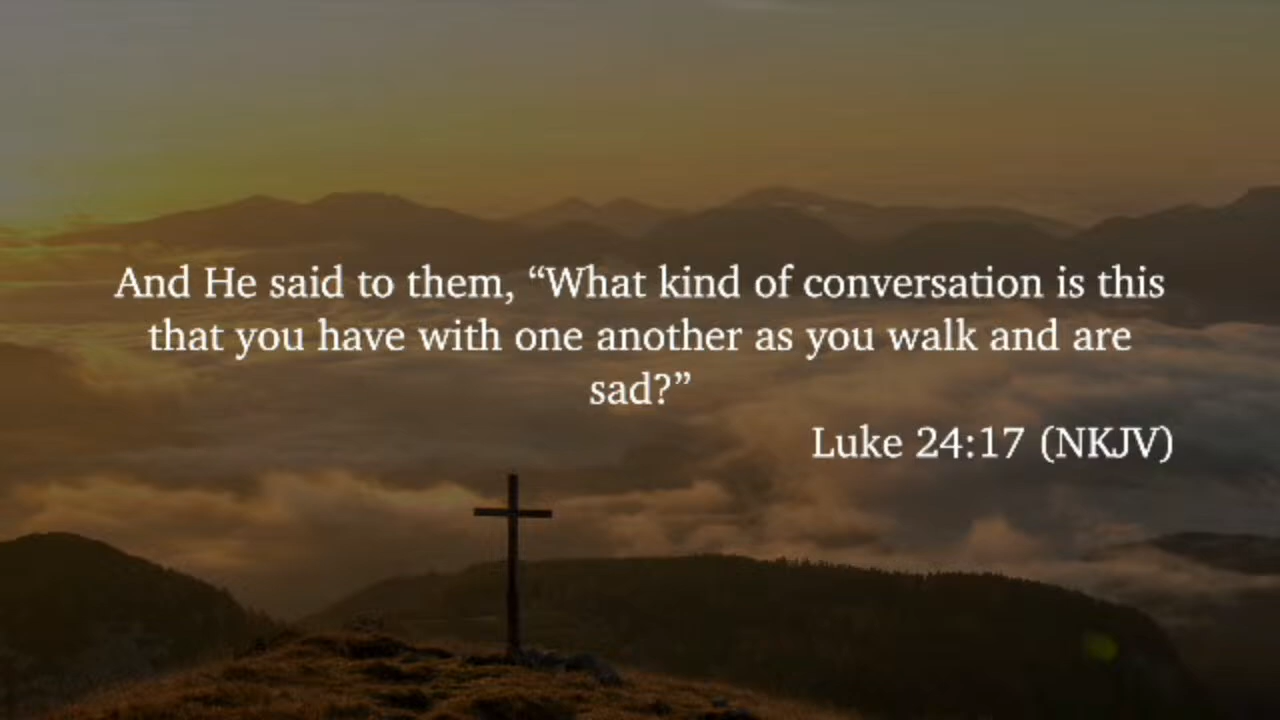 And He said to them, “What kind of conversation is this
that you have with one another as you walk and are
sad?”
Luke 24:17 (NKJV)